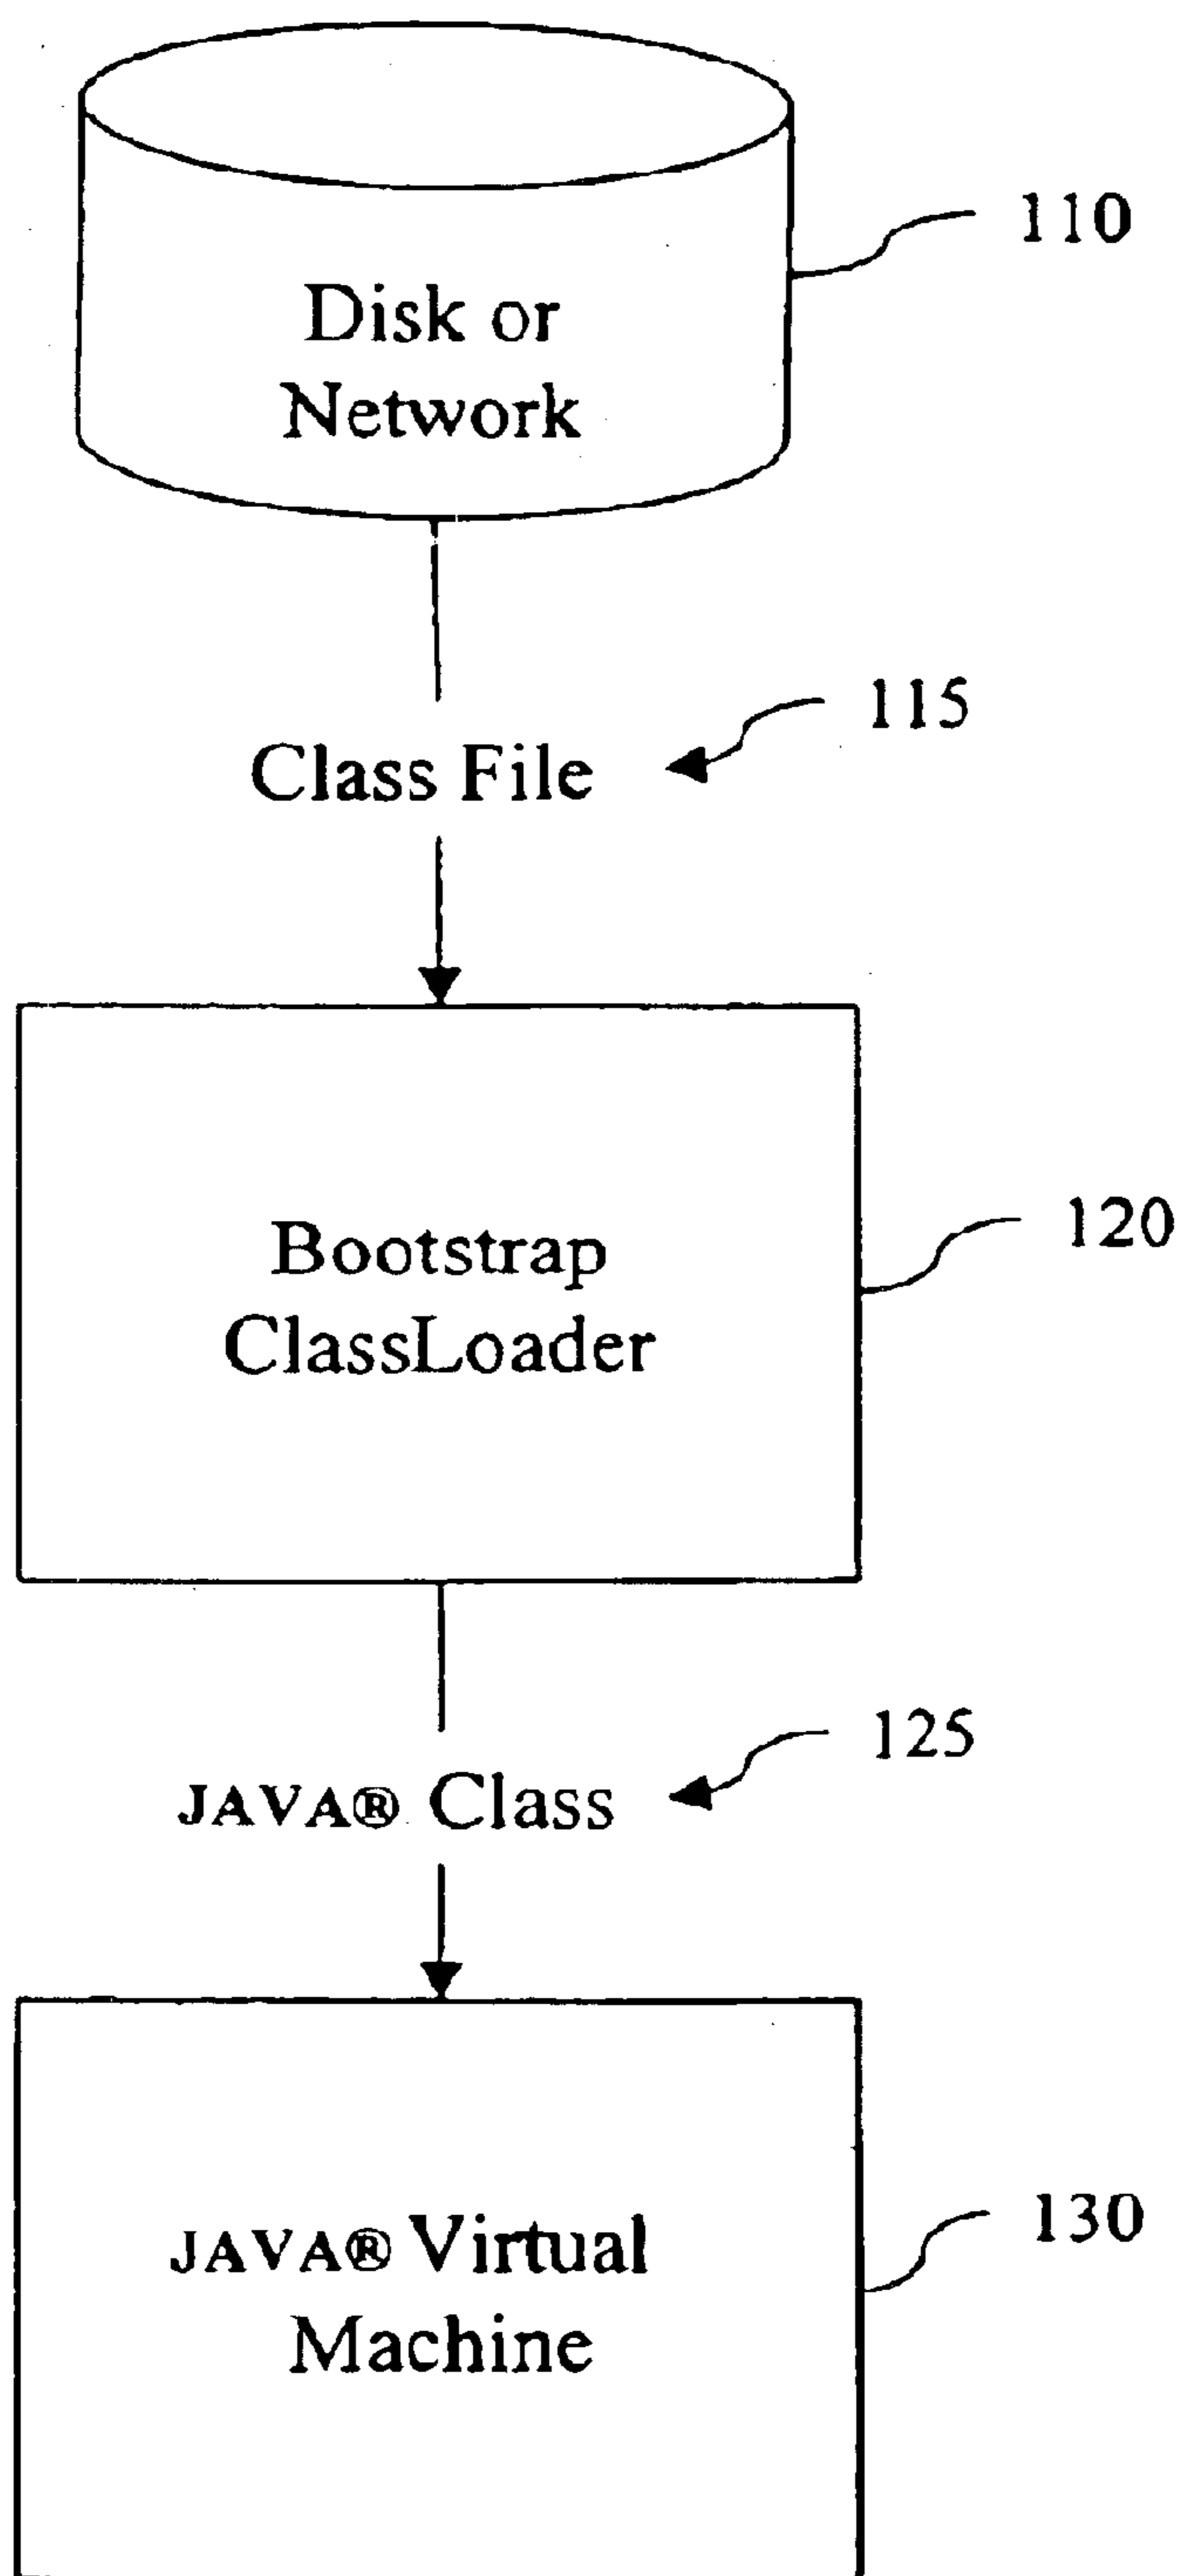 110
Disk or
Network
115
Class File
120
Bootstrap
ClassLoader
125
JAVA® Class
130
JAVA® Virtual
Machine